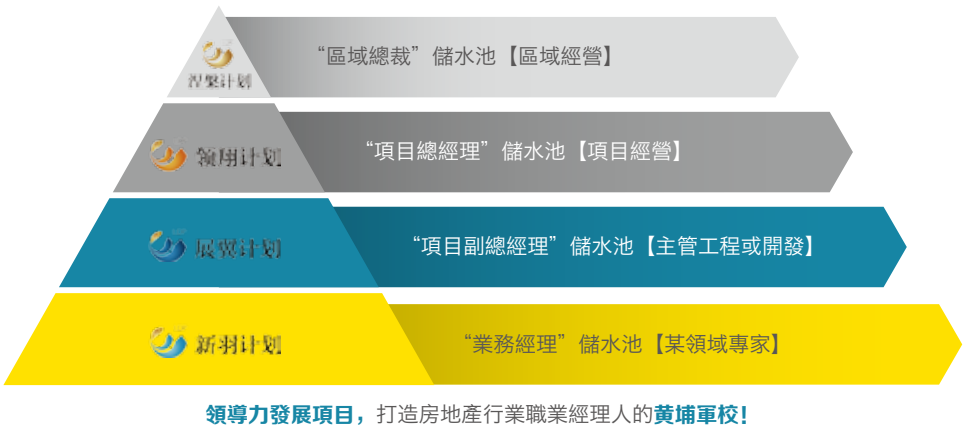 “區域總裁”儲水池【區域經營】
涅槃计划
“項目總經理”儲水池【項目經營】
领翔计划
“項目副總經理”儲水池【主管工程或開發】
展翼计划
“業務經理”儲水池【某領域專家】
新羽计划
領導力發展項目，打造房地產行業職業經理人的黄埔軍校！